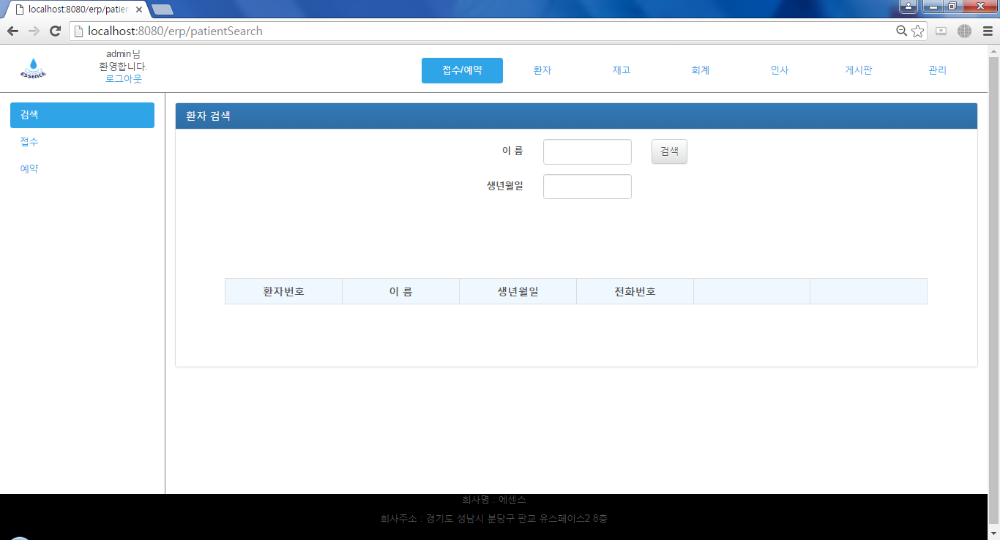 localhost:8080/erp/patien
localhost:8080/erp/patientSearch
essence
admin님
환영합니다.
로그아웃
접수/예약 환자 재고 회계 인사 게시판 관리
검색
접수
예약
환자 검색
이 름 검색
생년월일
환자번호 이 름 생년월일 전화번호
회사명 : 에센스
회사주소 : 경기도 성남시 분당구 판교 유스페이스2 8층